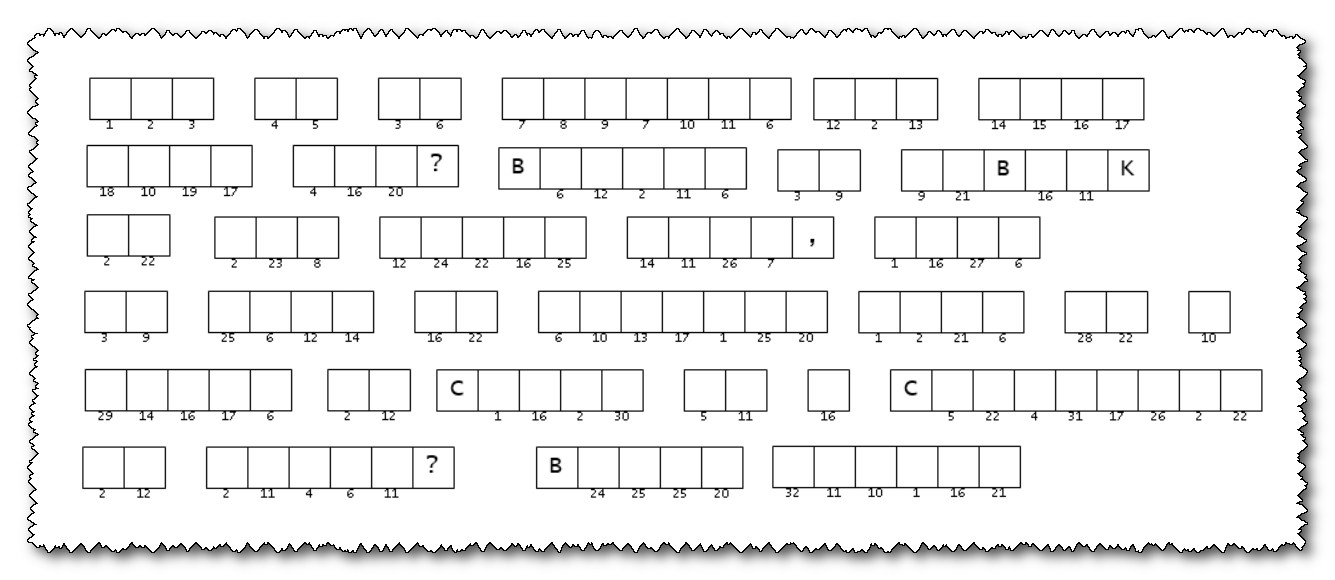 1 2 3 4 5 3 6 7 8 9 7 10 11 6 12 2 13 14 15 16 17
? B B K
18 10 19 17 4 16 20 6 12 2 11 6 3 9 9 21 16 11
,
2 22 2 23 8 12 24 22 16 25 14 11 26 7 1 16 27 6
3 9 25 6 12 14 16 22 6 10 13 17 1 25 20 1 2 21 6 28 22 10
C C
29 14 16 17 6 2 12 1 16 2 30 5 11 16 5 22 4 31 17 26 2 22
? B
2 12 2 11 4 6 11 24 25 25 20 32 11 10 1 16 21